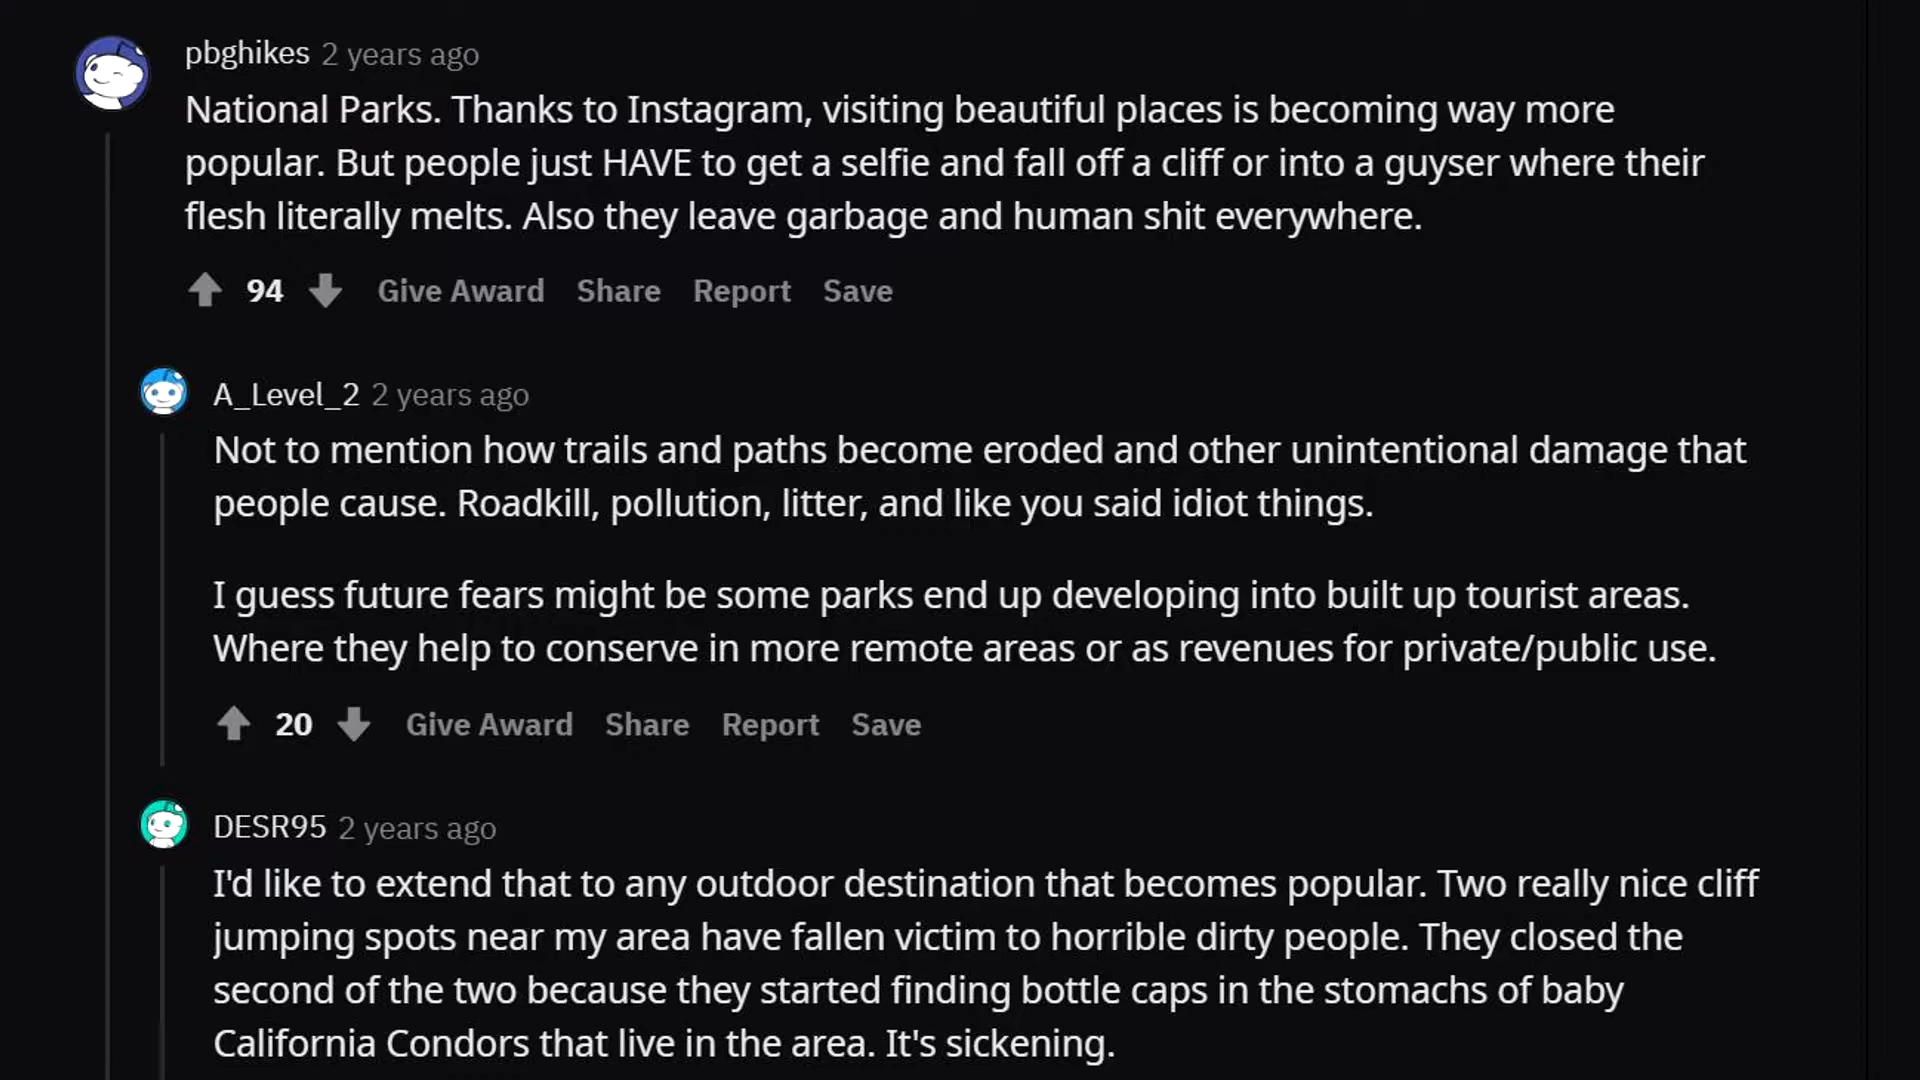 pbghikes 2 years ago
National Parks. Thanks to Instagram, visiting beautiful places is becoming way more
popular. But people just HAVE to get a selfie and fall off a cliff or into a guyser where their
flesh literally melts. Also they leave garbage and human shit everywhere.
94 Give Award Share Report Save
A_Level_2 2 years ago
Not to mention how trails and paths become eroded and other unintentional damage that
people cause. Roadkill, pollution, litter, and like you said idiot things.
I guess future fears might be some parks end up developing into built up tourist areas.
Where they help to conserve in more remote areas or as revenues for private/public use.
20 Give Award Share Report Save
DESR95 2 years ago
I'd like to extend that to any outdoor destination that becomes popular. Two really nice cliff
jumping spots near my area have fallen victim to horrible dirty people. They closed the
second of the two because they started finding bottle caps in the stomachs of baby
California Condors that live in the area. It's sickening.